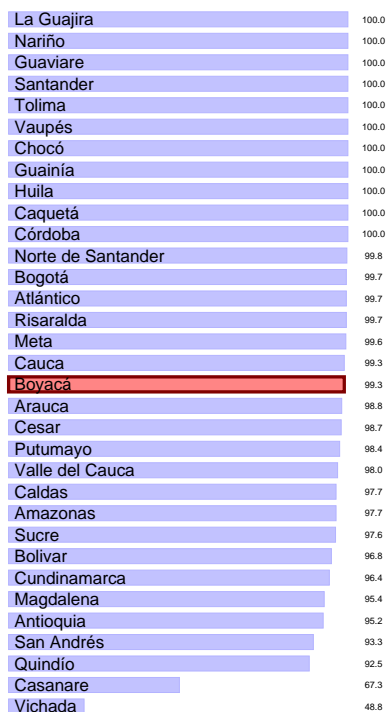 La Guajira 100.0
Nariño 100.0
Guaviare 100.0
Santander 100.0
Tolima 100.0
Vaupés 100.0
Chocó 100.0
Guainía 100.0
Huila 100.0
Caquetá 100.0
Córdoba 100.0
Norte de Santander 99.8
Bogotá 99.7
Atlántico 99.7
Risaralda 99.7
Meta 99.6
Cauca 99.3
Boyacá 99.3
Arauca 98.8
Cesar 98.7
Putumayo 98.4
Valle del Cauca 98.0
Caldas 97.7
Amazonas 97.7
Sucre 97.6
Bolivar 96.8
Cundinamarca 96.4
Magdalena 95.4
Antioquia 95.2
San Andrés 93.3
Quindío 92.5
Casanare 67.3
Vichada 48.8